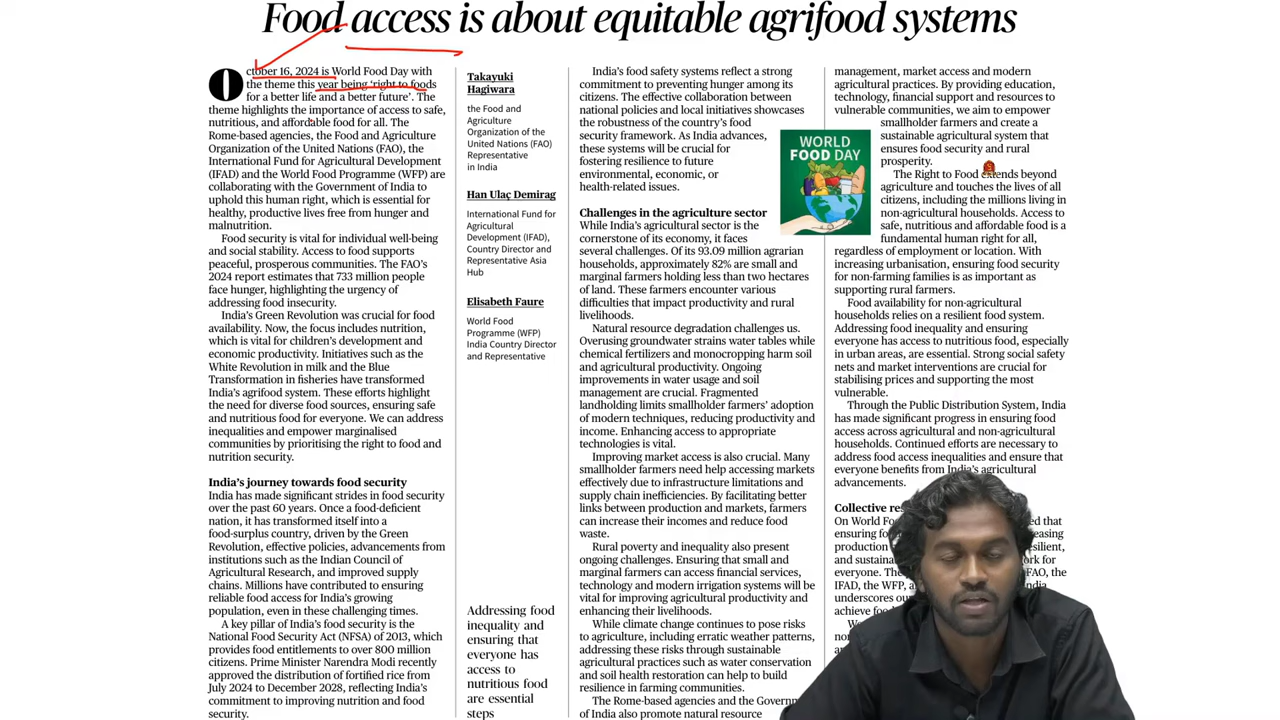 Food access is about equitable agrifood systems
October 16, 2024 is World Food Day with
the theme this year being ‘right to foods
for a better life and a better future’. The
theme highlights the importance of access to safe,
nutritious, and affordable food for all. The
Rome-based agencies, the Food and Agriculture
Organization of the United Nations (FAO), the
International Fund for Agricultural Development
(IFAD) and the World Food Programme (WFP) are
collaborating with the Government of India to
uphold this human right, which is essential for
healthy, productive lives free from hunger and
malnutrition.
Food security is vital for individual well-being
and social stability. Access to food supports
peaceful, prosperous communities. The FAO’s
2024 report estimates that 733 million people
face hunger, highlighting the urgency of
addressing food insecurity.
India’s Green Revolution was crucial for food
availability. Now, the focus includes nutrition,
which is vital for children’s development and
economic productivity. Initiatives such as the
White Revolution in milk and the Blue
Transformation in fisheries have transformed
India’s agrifood system. These efforts highlight
the need for diverse food sources, ensuring safe
and nutritious food for everyone. We can address
inequalities and empower marginalised
communities by prioritising the right to food and
nutrition security.
India’s journey towards food security
India has made significant strides in food security
over the past 60 years. Once a food-deficient
nation, it has transformed itself into a
food-surplus country, driven by the Green
Revolution, effective policies, advancements from
institutions such as the Indian Council of
Agricultural Research, and improved supply
chains. Millions have contributed to ensuring
reliable food access for India’s growing
population, even in these challenging times.
A key pillar of India’s food security is the
National Food Security Act (NFSA) of 2013, which
provides food entitlements to over 800 million
citizens. Prime Minister Narendra Modi recently
approved the distribution of fortified rice from
July 2024 to December 2028, reflecting India’s
commitment to improving nutrition and food
security.
Takayuki
Hagiwara
the Food and
Agriculture
Organization of the
United Nations (FAO)
Representative
in India
Han Ulaç Demirag
International Fund for
Agricultural
Development (IFAD),
Country Director and
Representative Asia
Hub
Elisabeth Faure
World Food
Programme (WFP)
India Country Director
and Representative
Addressing food
inequality and
ensuring that
everyone has
access to
nutritious food
are essential
steps
India’s food safety systems reflect a strong
commitment to preventing hunger among its
citizens. The effective collaboration between
national policies and local initiatives showcases
the robustness of the country’s food
security framework. As India advances,
these systems will be crucial for
fostering resilience to future
environmental, economic, or
health-related issues.
Challenges in the agriculture sector
While India’s agricultural sector is the
cornerstone of its economy, it faces
several challenges. Of its 93.09 million agrarian
households, approximately 82% are small and
marginal farmers holding less than two hectares
of land. These farmers encounter various
difficulties that impact productivity and rural
livelihoods.
Natural resource degradation challenges us.
Overusing groundwater strains water tables while
chemical fertilizers and monocropping harm soil
and agricultural productivity. Ongoing
improvements in water usage and soil
management are crucial. Fragmented
landholding limits smallholder farmers’ adoption
of modern techniques, reducing productivity and
income. Enhancing access to appropriate
technologies is vital.
Improving market access is also crucial. Many
smallholder farmers need help accessing markets
effectively due to infrastructure limitations and
supply chain inefficiencies. By facilitating better
links between production and markets, farmers
can increase their incomes and reduce food
waste.
Rural poverty and inequality also present
ongoing challenges. Ensuring that small and
marginal farmers can access financial services,
technology and modern irrigation systems will be
vital for improving agricultural productivity and
enhancing their livelihoods.
While climate change continues to pose risks
to agriculture, including erratic weather patterns,
addressing these risks through sustainable
agricultural practices such as water conservation
and soil health restoration can help to build
resilience in farming communities.
The Rome-based agencies and the
of India also promote natural resource
WORLD
FOOD DAY
management, market access and modern
agricultural practices. By providing education,
technology, financial support and resources to
vulnerable communities, we aim to empower
smallholder farmers and create a
sustainable agricultural system that
ensures food security and rural
prosperity.
The Right to Food extends beyond
agriculture and touches the lives of all
citizens, including the millions living in
non-agricultural households. Access to
safe, nutritious and affordable food is a
fundamental human right for all,
regardless of employment or location. With
increasing urbanisation, ensuring food security
for non-farming families is as important as
supporting rural farmers.
Food availability for non-agricultural
households relies on a resilient food system.
Addressing food inequality and ensuring
everyone has access to nutritious food, especially
in urban areas, are essential. Strong social safety
nets and market interventions are crucial for
stabilising prices and supporting the most
vulnerable.
Through the Public Distribution System, India
has made significant progress in ensuring food
access across agricultural and non-agricultural
households. Continued efforts are necessary to
address food access inequalities and ensure that
everyone benefits from India’s agricultural
advancements.
Collective
On World
that
ensuring
production
and
for
everyone.
FAO, the
IFAD, the WFP,
underscores
achieve